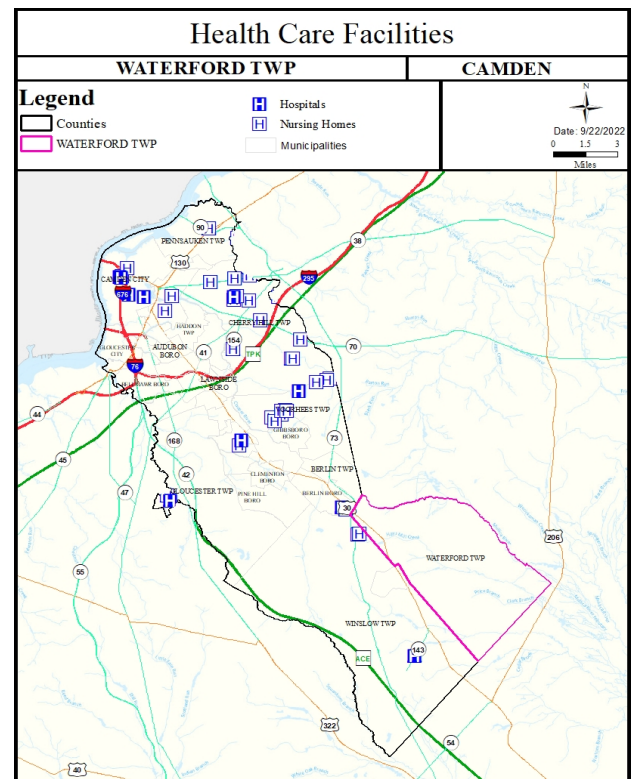 Health Care Facilities
WATERFORD TWP
CAMDEN
Legend
Counties
WATERFORD TWP
H Hospitals
H Nursing Homes
Municipalities
N
Date: 9/22/2022
0 1.5 3
Miles
90
PENNSAUKEN TWP
38
130
295
676
HADDON
TWP
CHERRY HILL TWP
GLOUCESTER
CITY
AUDUBON
BORO
154
41
TPK
70
76
BELLMAWR BORO
44
VOORHEES TWP
GIBBSBORO
BORO
168
73
45
42
BERLIN TWP
CLEMENTON
BORO
47
GLOUCESTER TWP
PINE HILL
BORO
BERLIN BORO
30
206
55
WATERFORD TWP
WINSLOW TWP
143
ACE
322
54
40